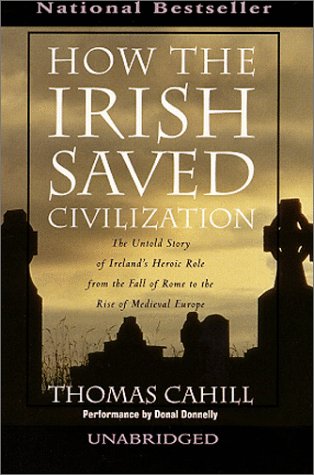 National Bestseller
HOW THE
IRISH
SAVED
CIVILIZATION
The Untold Story
of Ireland's Heroic Role
from the Fall of Rome to the
Rise of Medieval Europe
THOMAS CAHILL
Performance by Donal Donnelly
UNABRIDGED